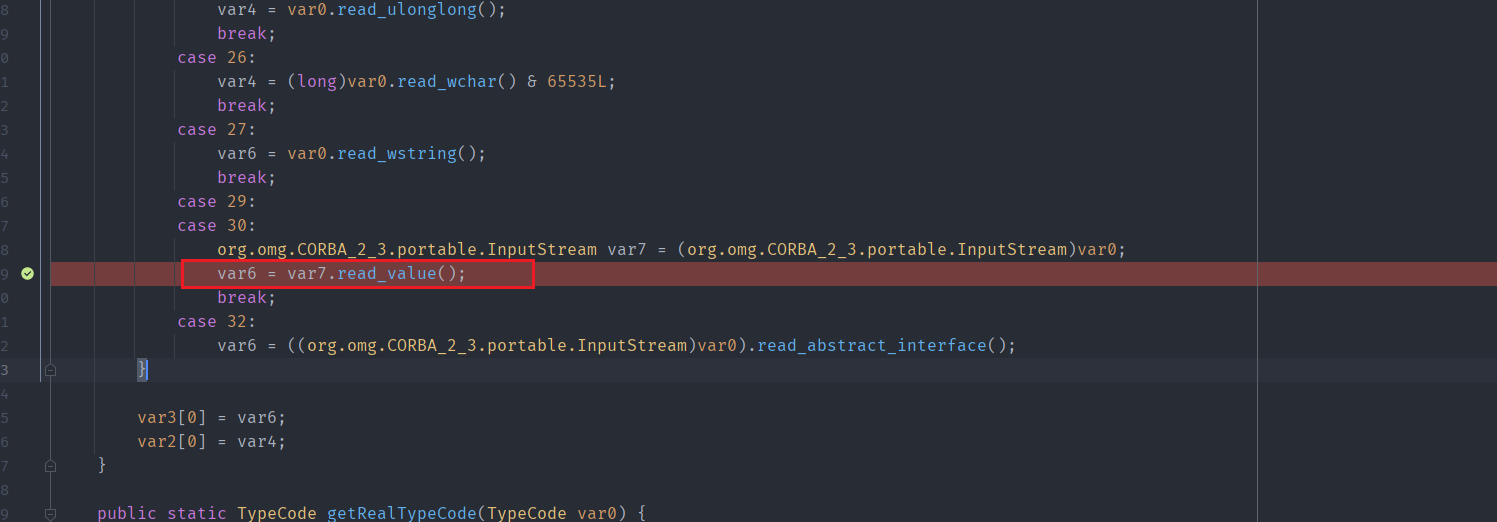 8 var4 = var0.read_ulonglong();
9 break;
0 case 26:
1 var4 = (long)var0.read_wchar() & 65535L;
2 break;
3 case 27:
4 var6 = var0.read_wstring();
5 break;
6 case 29:
7 case 30:
8 org.omg.CORBA_2_3.portable.InputStream var7 = (org.omg.CORBA_2_3.portable.InputStream)var0;
9 var6 = var7.read_value();
0 break;
1 case 32:
2 var6 = ((org.omg.CORBA_2_3.portable.InputStream)var0).read_abstract_interface();
3 }
4
5 var3[0] = var6;
6 var2[0] = var4;
7 }
8
9 public static TypeCode getRealTypeCode(TypeCode var0) {